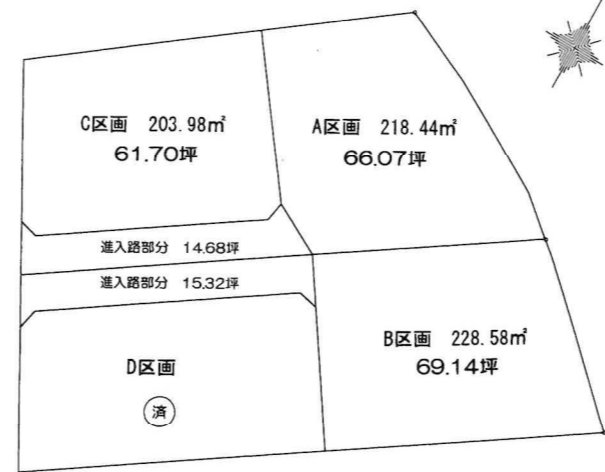 C区画 203.98㎡
61.70坪
A区画 218.44㎡
66.07坪
進入路部分 14.68坪
進入路部分 15.32坪
D区画
済
B区画 228.58㎡
69.14坪